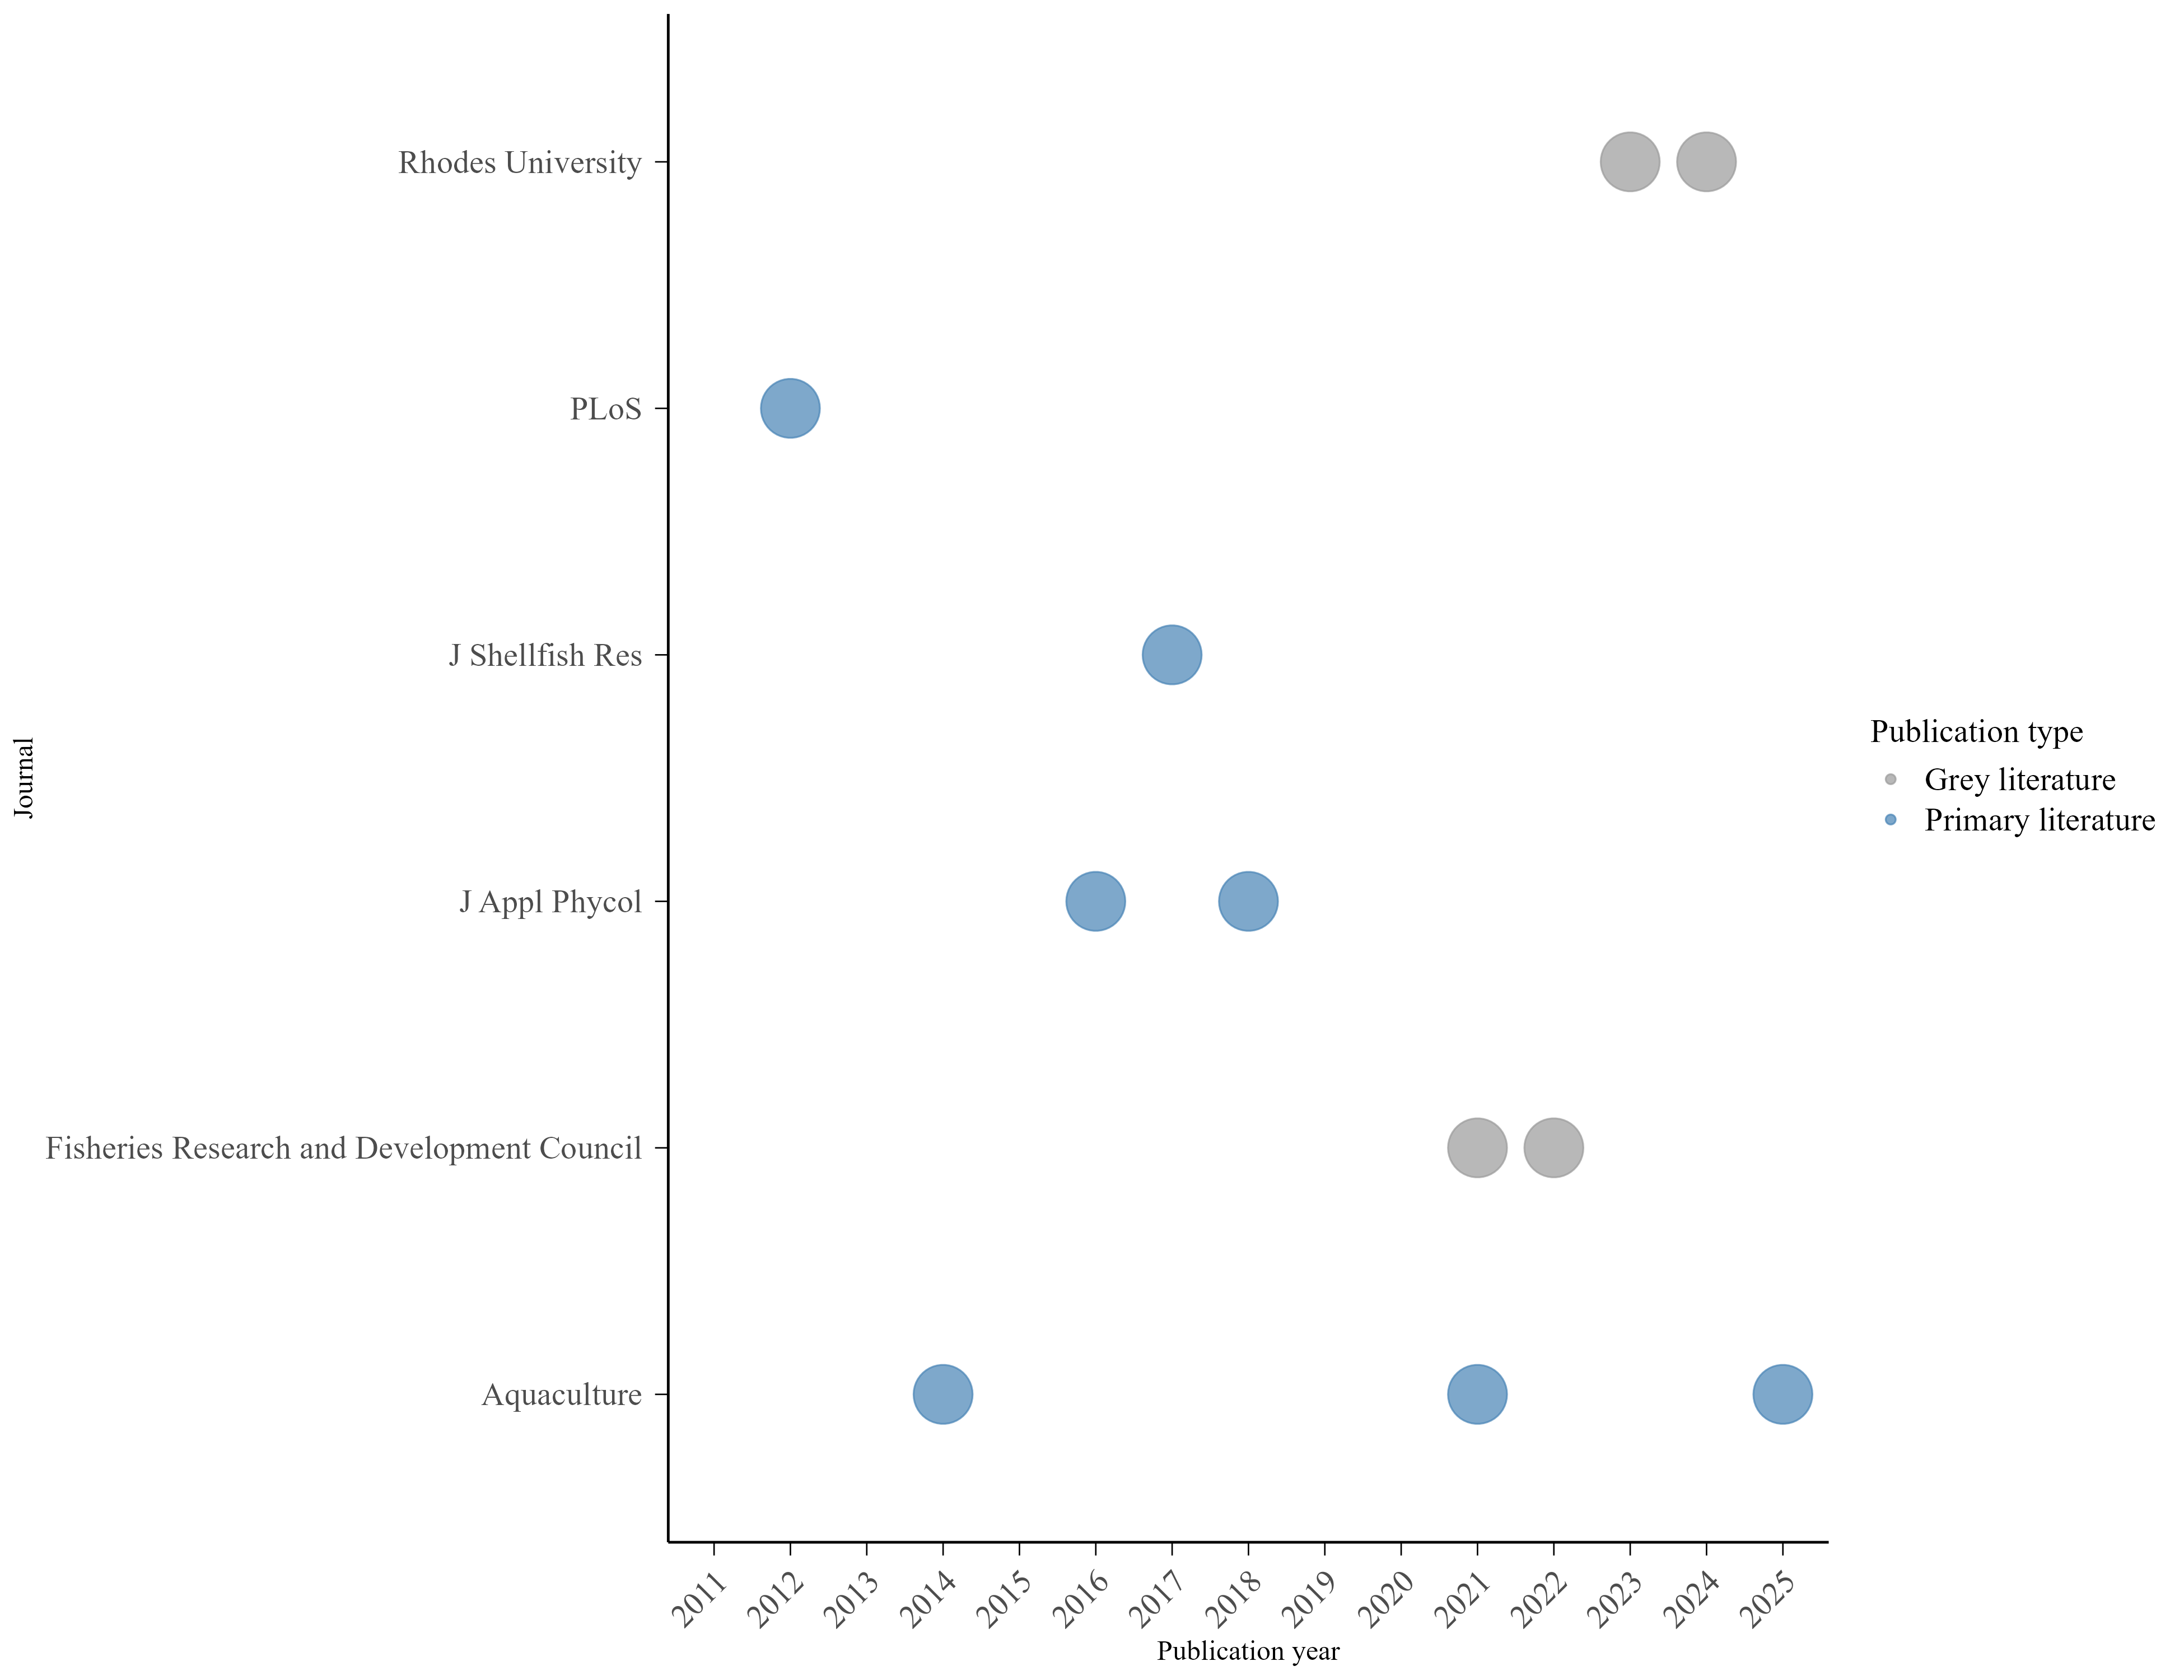 Rhodes University
PLoS
J Shellfish Res
J Appl Phycol
Fisheries Research and Development Council
Aquaculture
Journal
2011
2012
2013
2014
2015
2016
2017
2018
2019
2020
2021
2022
2023
2024
2025
Publication year
Publication type
Grey literature
Primary literature